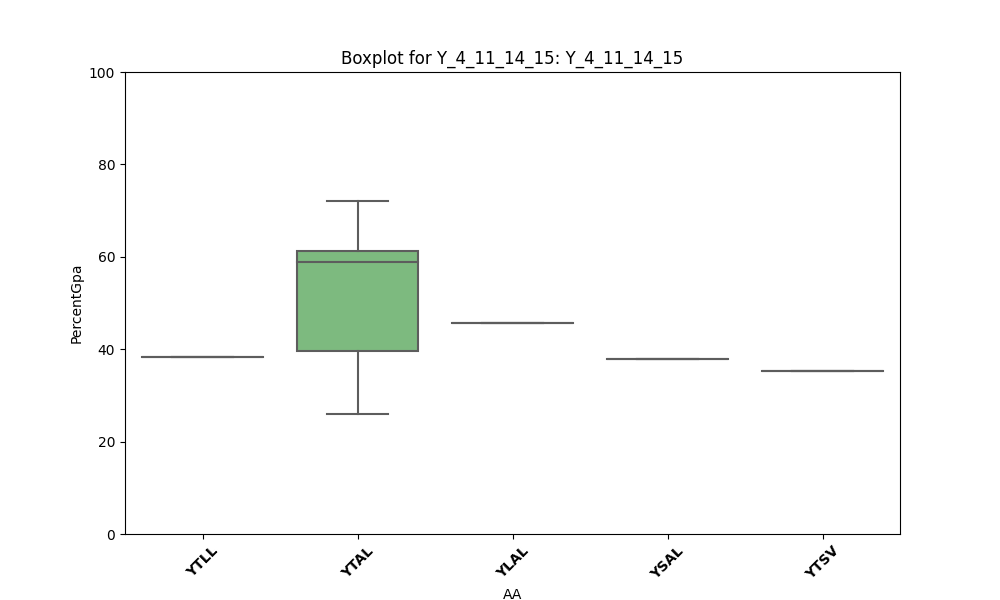 Boxplot for Y_4_11_14_15: Y_4_11_14_15
100
80
60
40
20
0
PercentGpa
YTLL
YTAL
YLAL
YSAL
YTSV
AA